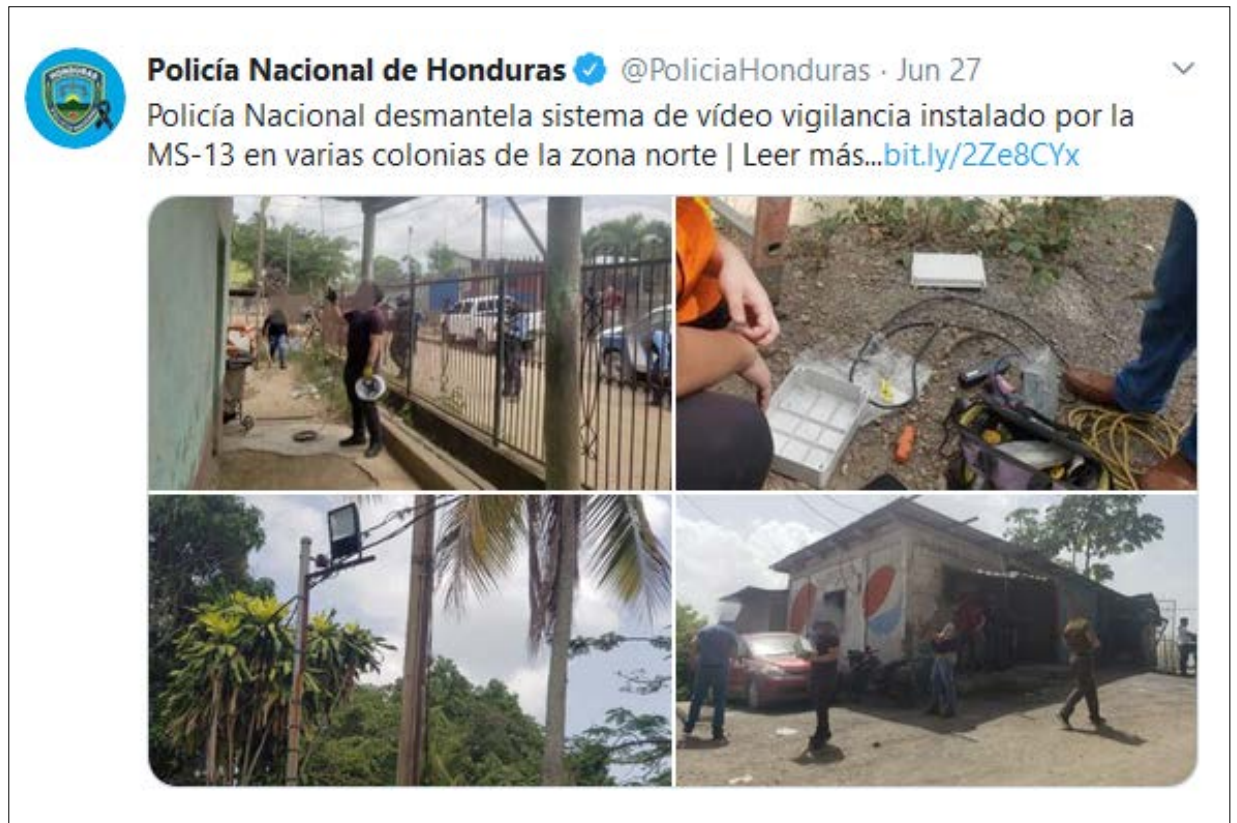 Policía Nacional de Honduras @PoliciaHonduras · Jun 27
Policía Nacional desmantela sistema de vídeo vigilancia instalado por la
MS-13 en varias colonias de la zona norte | Leer más...bit.ly/2Ze8CYx
HONDURAS